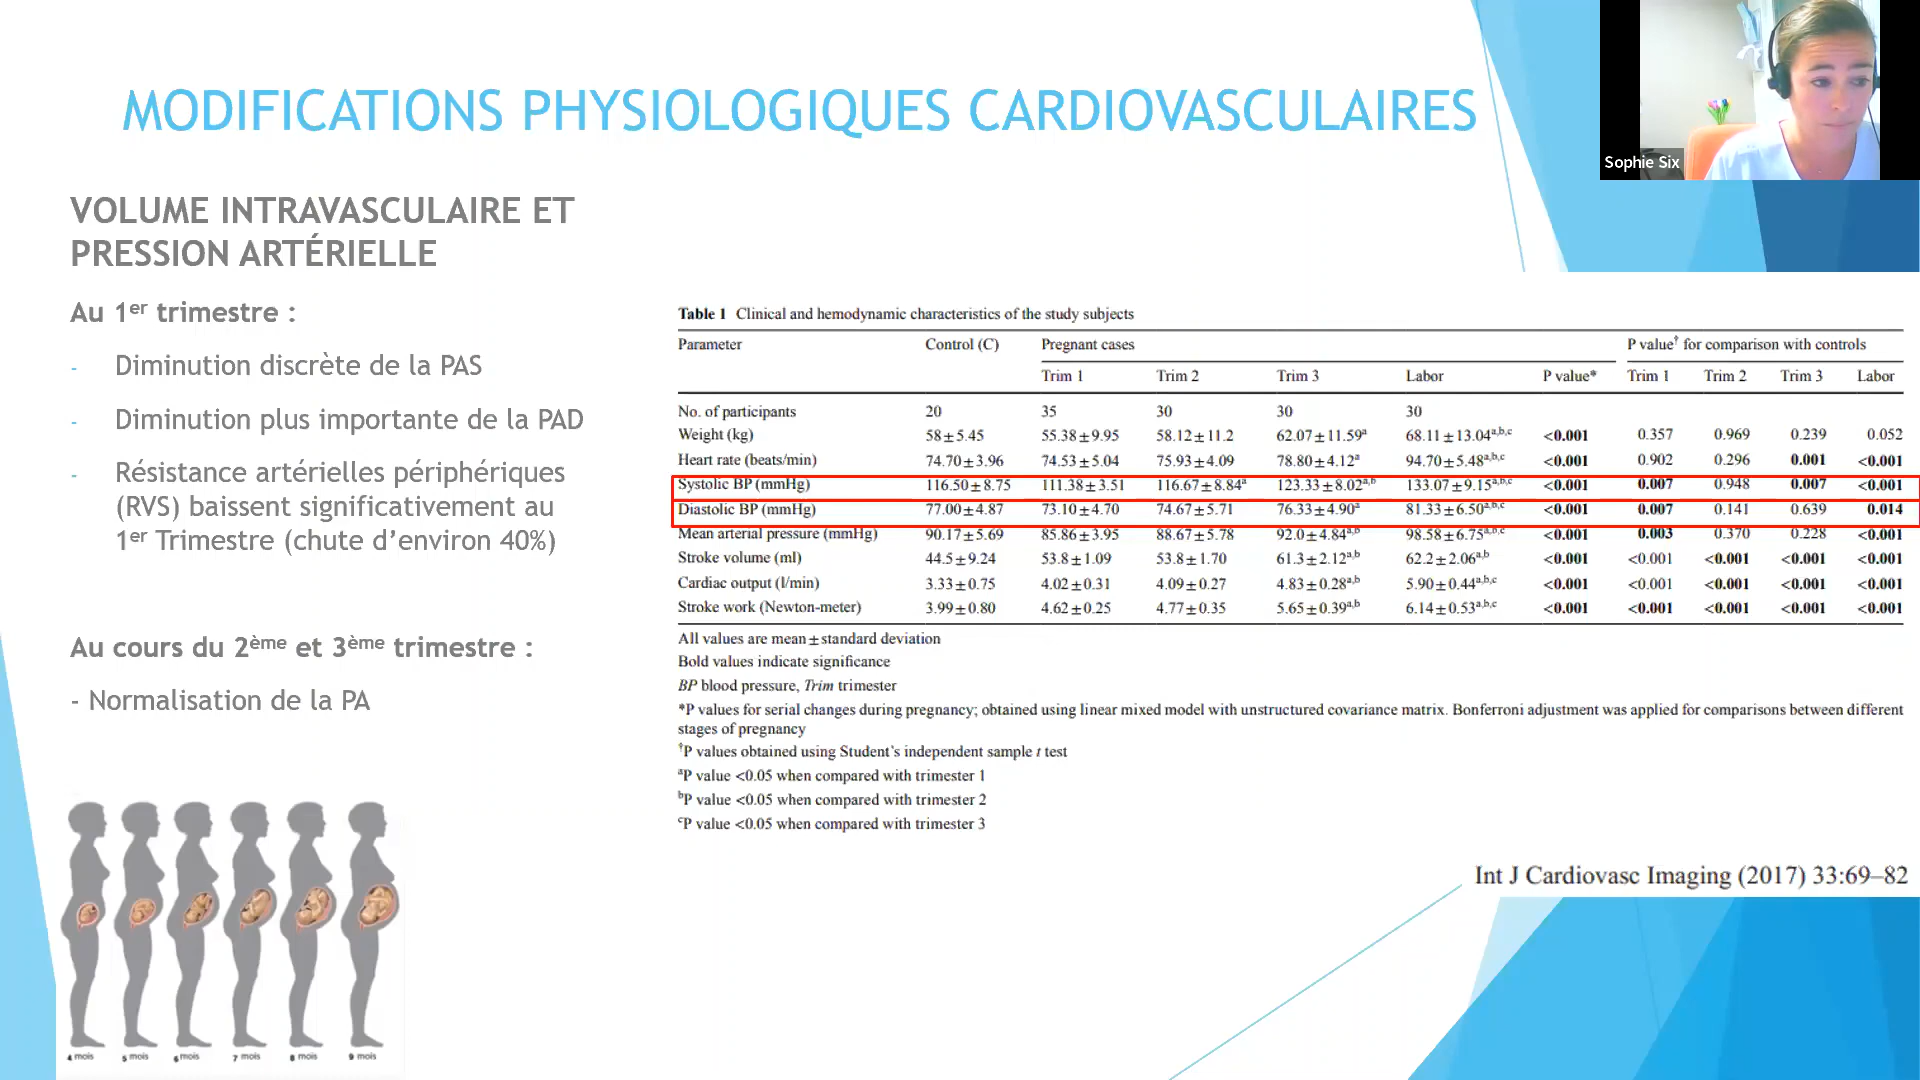 MODIFICATIONS PHYSIOLOGIQUES CARDIOVASCULAIRES
Sophie Six
VOLUME INTRAVASCULAIRE ET
PRESSION ARTÉRIELLE
Au 1er trimestre :
- Diminution discrète de la PAS
- Diminution plus importante de la PAD
- Résistance artérielles périphériques
(RVS) baissent significativement au
1er Trimestre (chute d'environ 40%)
Au cours du 2ème et 3ème trimestre :
- Normalisation de la PA
4 mois 5 mois 6 mois 7 mois 8 mois 9 mois
Table 1 Clinical and hemodynamic characteristics of the study subjects
Parameter Control (C) Pregnant cases P value† for comparison with controls
Trim 1 Trim 2 Trim 3 Labor P value* Trim 1 Trim 2 Trim 3 Labor
No. of participants 20 35 30 30 30
Weight (kg) 58±5.45 55.38±9.95 58.12±11.2 62.07±11.59a 68.11±13.04a,b,c <0.001 0.357 0.969 0.239 0.052
Heart rate (beats/min) 74.70±3.96 74.53±5.04 75.93±4.09 78.80±4.12a 94.70±5.48a,b,c <0.001 0.902 0.296 0.001 <0.001
Systolic BP (mmHg) 116.50±8.75 111.38±3.51 116.67±8.84a 123.33±8.02a,b 133.07±9.15a,b,c <0.001 0.007 0.948 0.007 <0.001
Diastolic BP (mmHg) 77.00±4.87 73.10±4.70 74.67±5.71 76.33±4.90a 81.33±6.50a,b,c <0.001 0.007 0.141 0.639 0.014
Mean arterial pressure (mmHg) 90.17±5.69 85.86±3.95 88.67±5.78 92.0±4.84a,b 98.58±6.75a,b,c <0.001 0.003 0.370 0.228 <0.001
Stroke volume (ml) 44.5±9.24 53.8±1.09 53.8±1.70 61.3±2.12a,b 62.2±2.06a,b <0.001 <0.001 <0.001 <0.001 <0.001
Cardiac output (l/min) 3.33±0.75 4.02±0.31 4.09±0.27 4.83±0.28a,b 5.90±0.44a,b,c <0.001 <0.001 <0.001 <0.001 <0.001
Stroke work (Newton-meter) 3.99±0.80 4.62±0.25 4.77±0.35 5.65±0.39a,b 6.14±0.53a,b,c <0.001 <0.001 <0.001 <0.001 <0.001
All values are mean±standard deviation
Bold values indicate significance
BP blood pressure, Trim trimester
*P values for serial changes during pregnancy; obtained using linear mixed model with unstructured covariance matrix. Bonferroni adjustment was applied for comparisons between different
stages of pregnancy
†P values obtained using Student's independent sample t test
aP value <0.05 when compared with trimester 1
bP value <0.05 when compared with trimester 2
cP value <0.05 when compared with trimester 3
Int J Cardiovasc Imaging (2017) 33:69–82